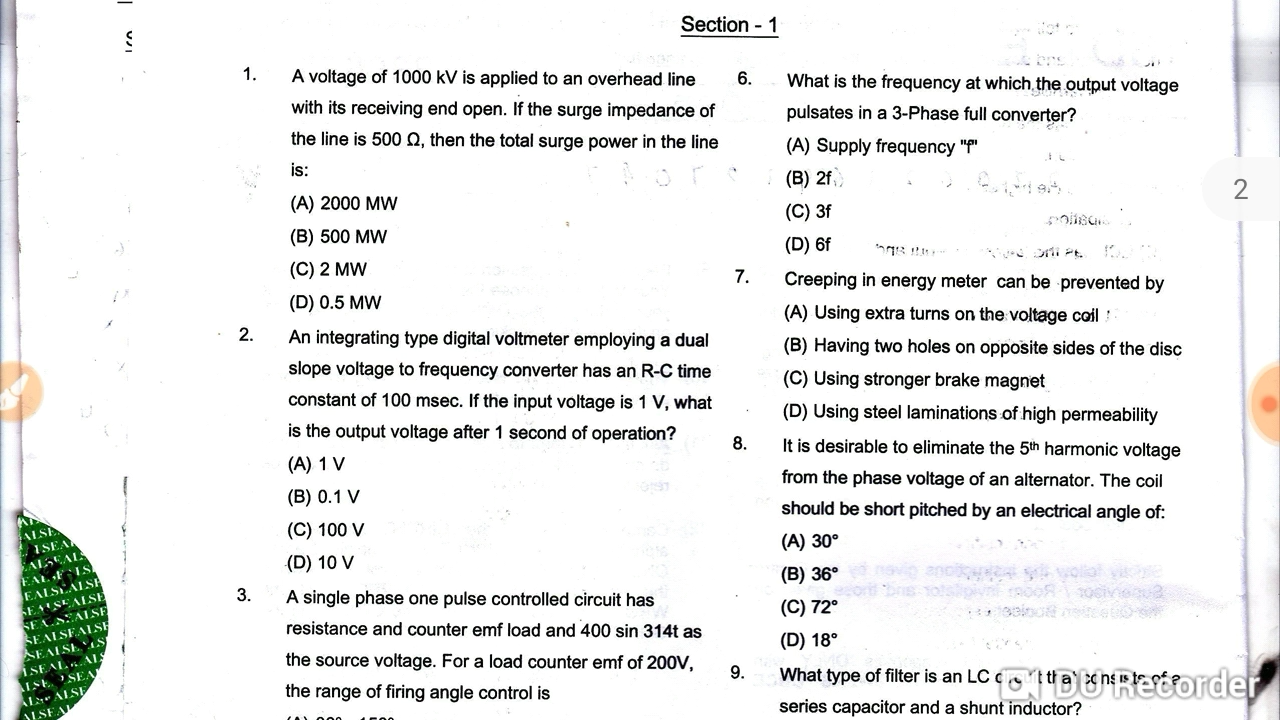 Section - 1
1. A voltage of 1000 kV is applied to an overhead line
with its receiving end open. If the surge impedance of
the line is 500 Ω, then the total surge power in the line
is:
(A) 2000 MW
(B) 500 MW
(C) 2 MW
(D) 0.5 MW
2. An integrating type digital voltmeter employing a dual
slope voltage to frequency converter has an R-C time
constant of 100 msec. If the input voltage is 1 V, what
is the output voltage after 1 second of operation?
(A) 1 V
(B) 0.1 V
(C) 100 V
(D) 10 V
3. A single phase one pulse controlled circuit has
resistance and counter emf load and 400 sin 314t as
the source voltage. For a load counter emf of 200V,
the range of firing angle control is
6. What is the frequency at which the output voltage
pulsates in a 3-Phase full converter?
(A) Supply frequency "f"
(B) 2f
(C) 3f
(D) 6f
7. Creeping in energy meter can be prevented by
(A) Using extra turns on the voltage coil
(B) Having two holes on opposite sides of the disc
(C) Using stronger brake magnet
(D) Using steel laminations of high permeability
8. It is desirable to eliminate the 5th harmonic voltage
from the phase voltage of an alternator. The coil
should be short pitched by an electrical angle of:
(A) 30°
(B) 36°
(C) 72°
(D) 18°
9. What type of filter is an LC circuit that consists of a
series capacitor and a shunt inductor?
2
SEAL
DU Recorder